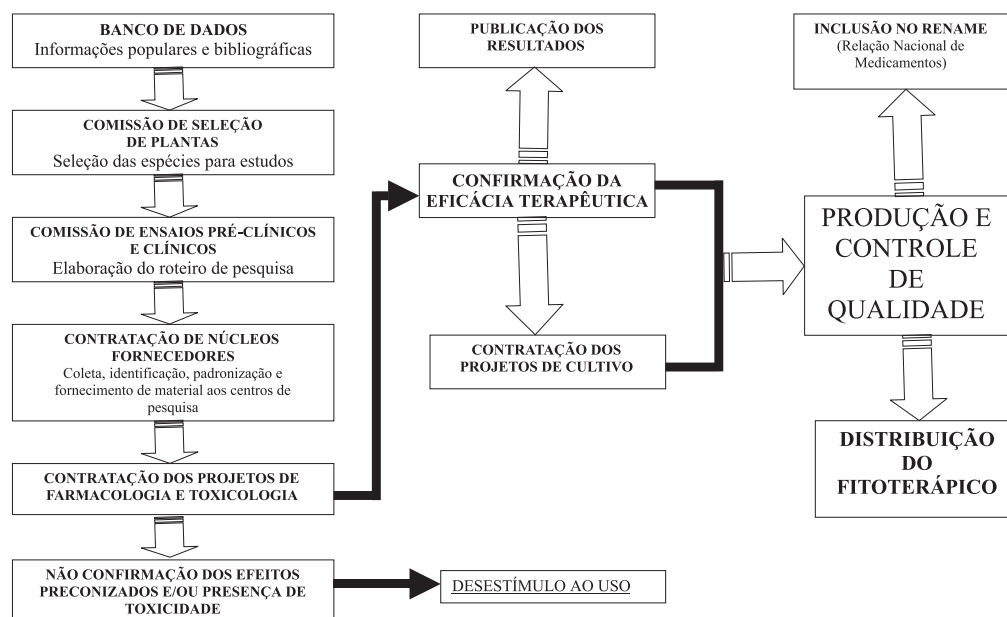 BANCO DE DADOS
Informações populares e bibliográficas
COMISSÃO DE SELEÇÃO
DE PLANTAS
Seleção das espécies para estudos
COMISSÃO DE ENSAIOS PRÉ-CLÍNICOS
E CLÍNICOS
Elaboração do roteiro de pesquisa
CONTRATAÇÃO DE NÚCLEOS
FORNECEDORES
Coleta, identificação, padronização e
fornecimento de material aos centros de
pesquisa
CONTRATAÇÃO DOS PROJETOS DE
FARMACOLOGIA E TOXICOLOGIA
NÃO CONFIRMAÇÃO DOS EFEITOS
PRECONIZADOS E/OU PRESENÇA DE
TOXICIDADE
DESESTÍMULO AO USO
PUBLICAÇÃO DOS
RESULTADOS
CONFIRMAÇÃO DA
EFICÁCIA TERAPÊUTICA
CONTRATAÇÃO DOS
PROJETOS DE CULTIVO
INCLUSÃO NO RENAME
(Relação Nacional de
Medicamentos)
PRODUÇÃO E
CONTROLE
DE
QUALIDADE
DISTRIBUIÇÃO
DO
FITOTERÁPICO